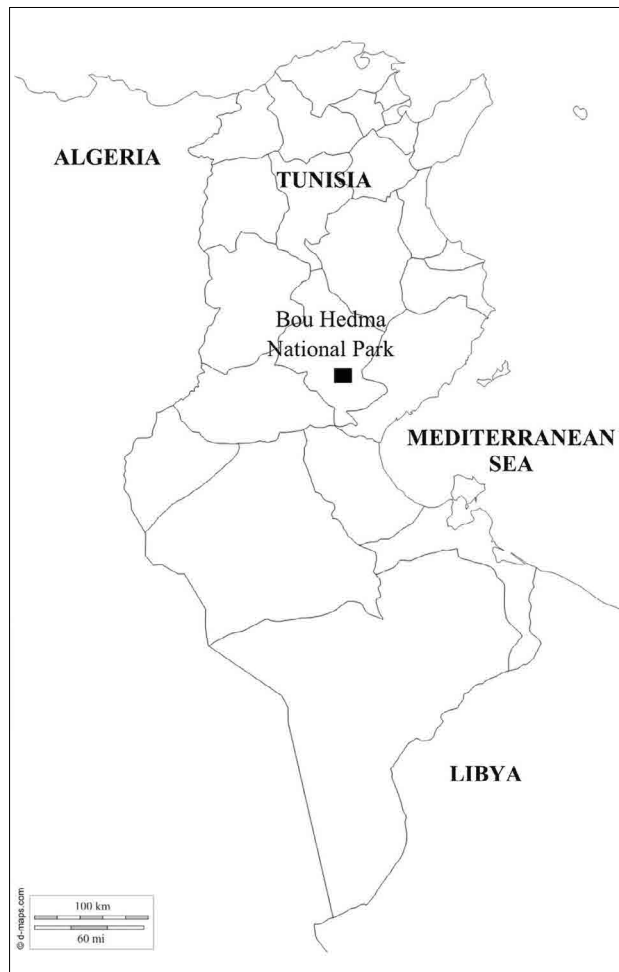 ALGERIA
TUNISIA
Bou Hedma
National Park
MEDITERRANEAN
SEA
LIBYA
© d-maps.com
100 km
60 mi